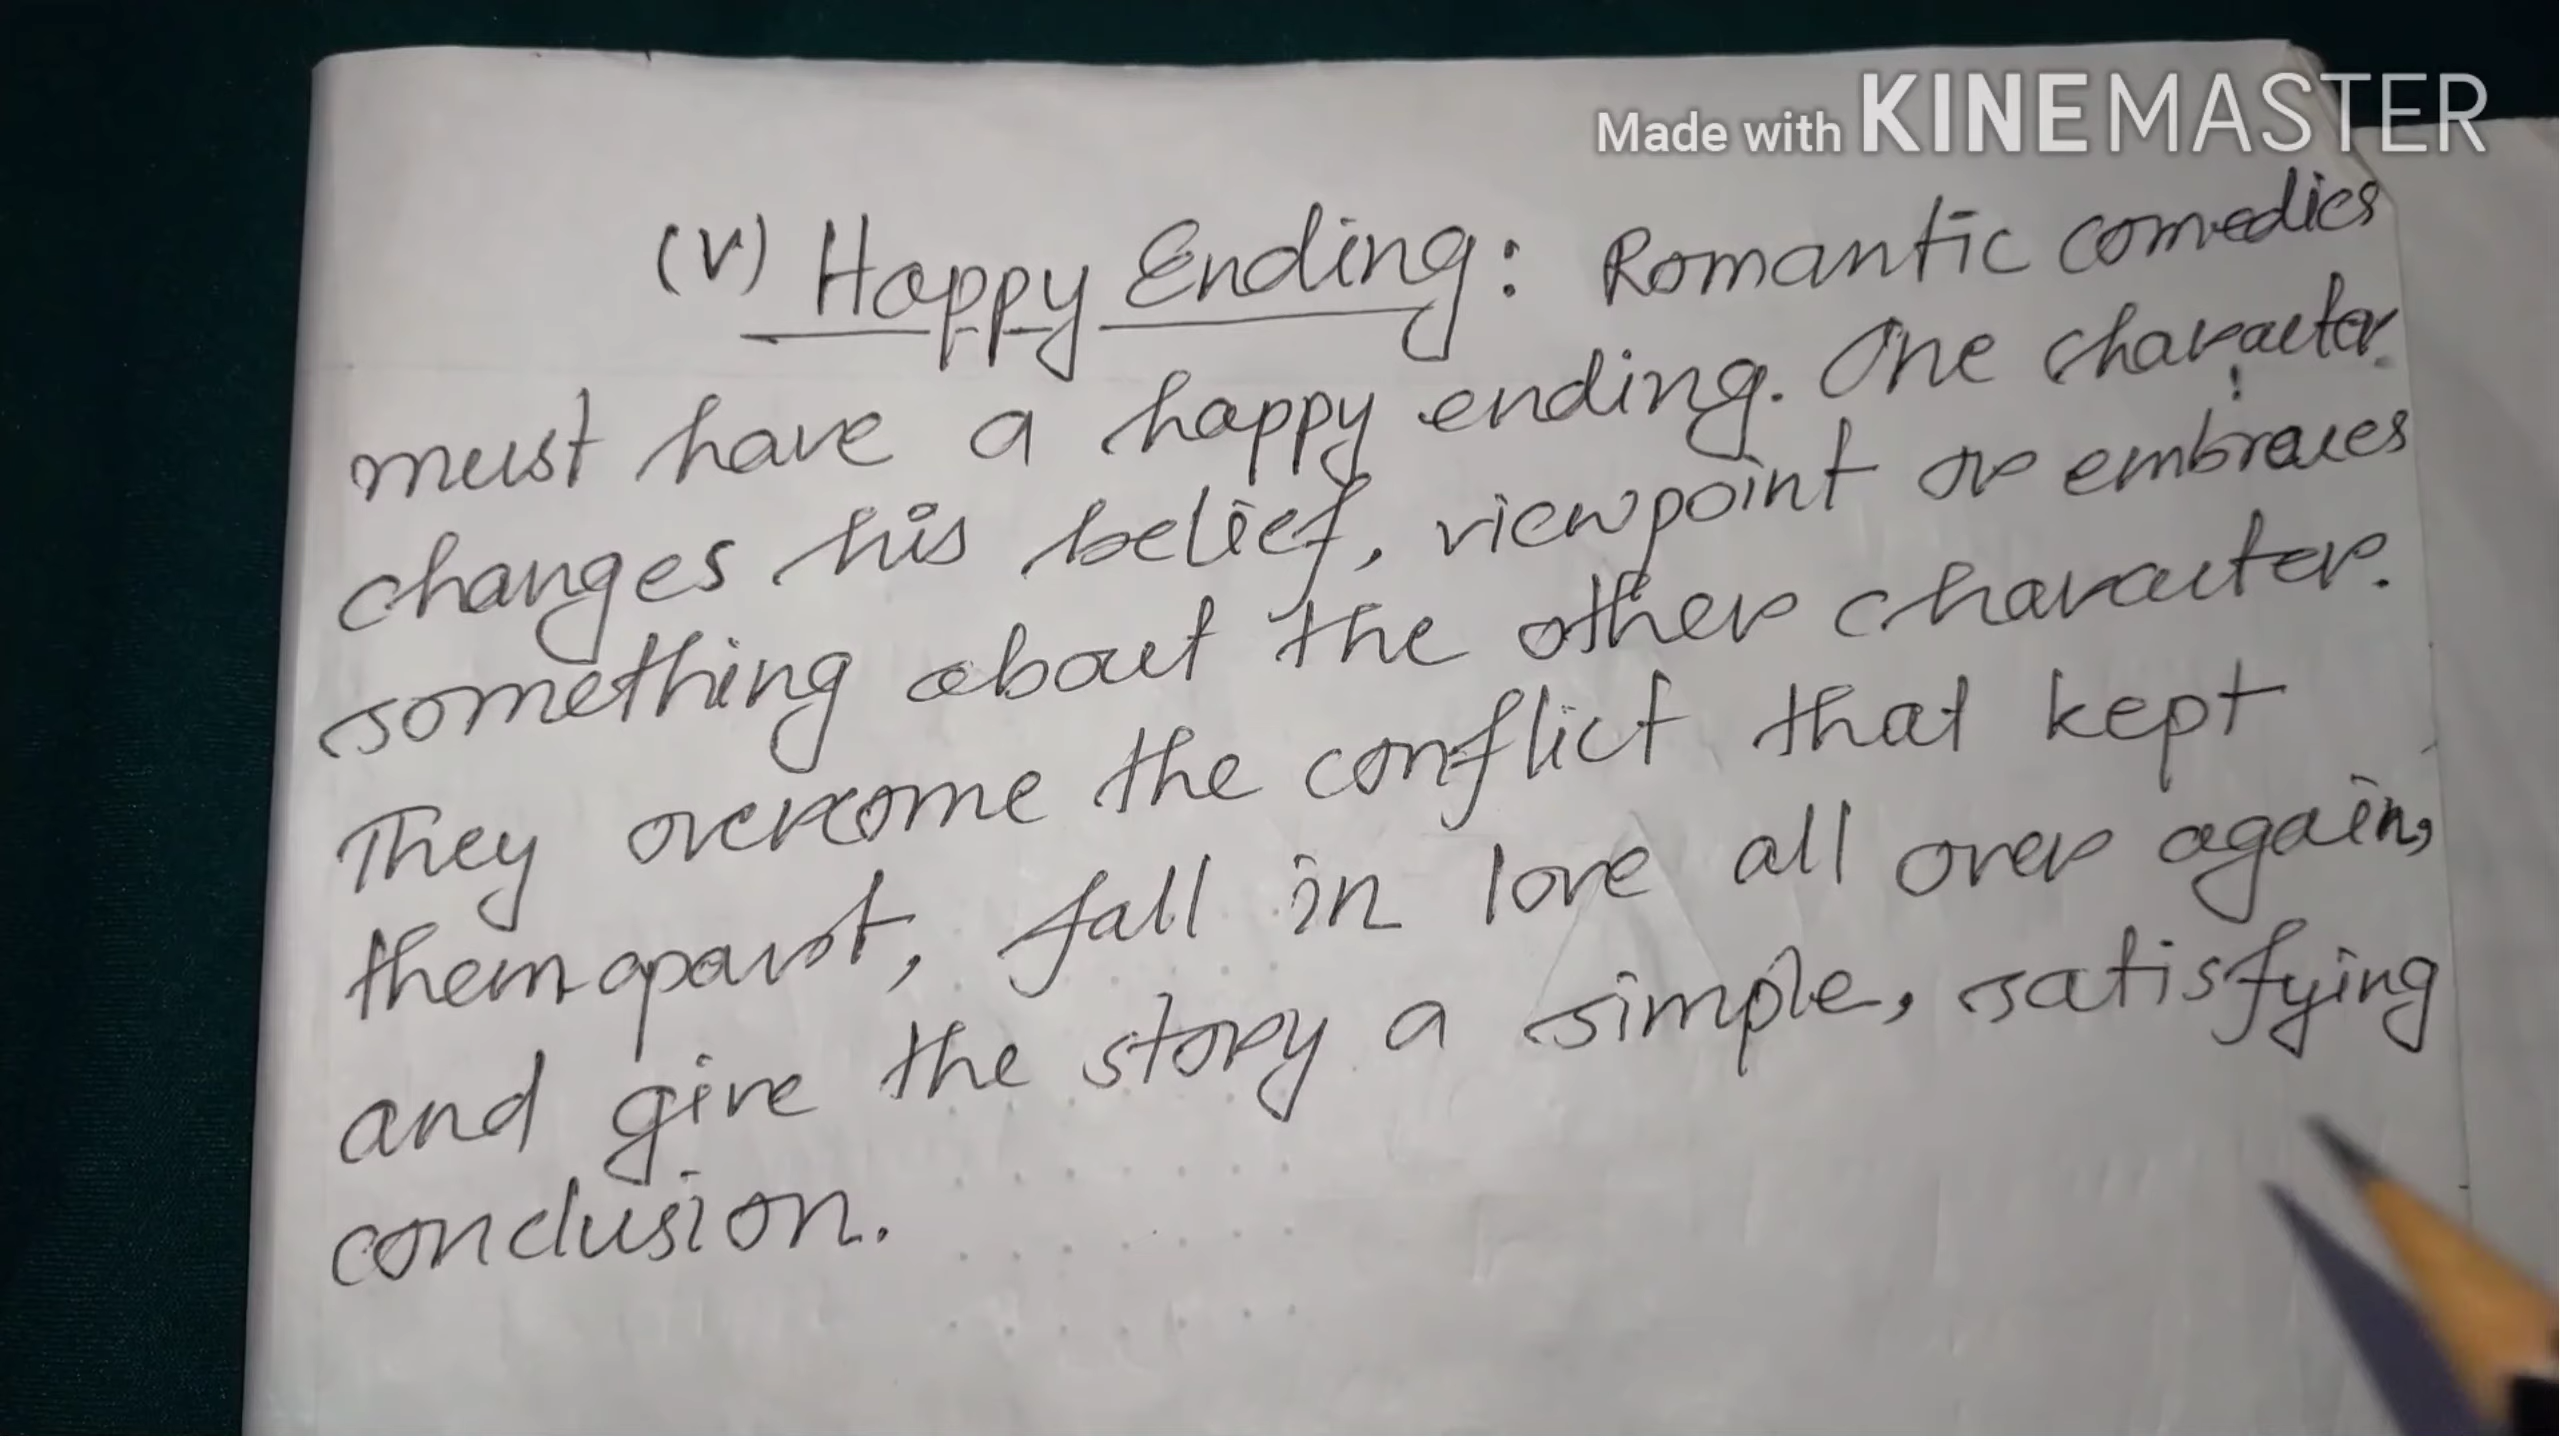 Made with KINEMASTER
(V) Happy Ending: Romantic comedies
must have a happy ending. One character
changes his belief, viewpoint or embraces
something about the other character.
They overcome the conflict that kept
them apart, fall in love all over again,
and give the story a simple, satisfying
conclusion.